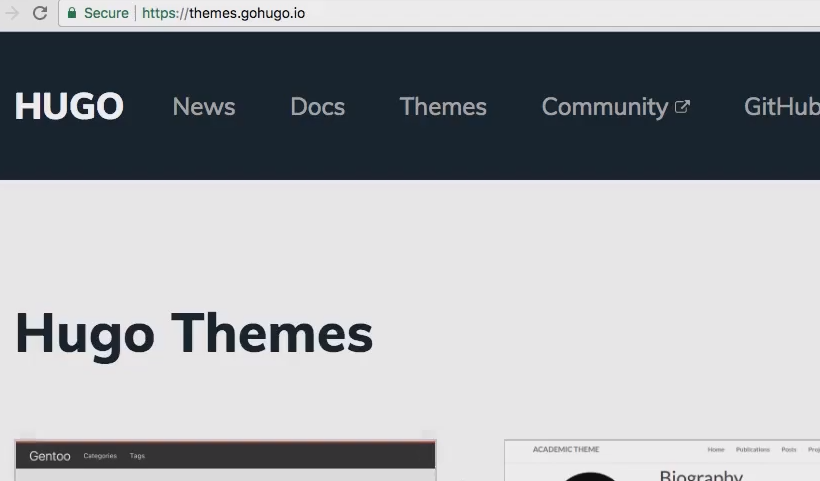 Secure | https://themes.gohugo.io
HUGO News Docs Themes Community GitHub
Hugo Themes
Gentoo Categories Tags
ACADEMIC THEME Home Publications Posts
Biography